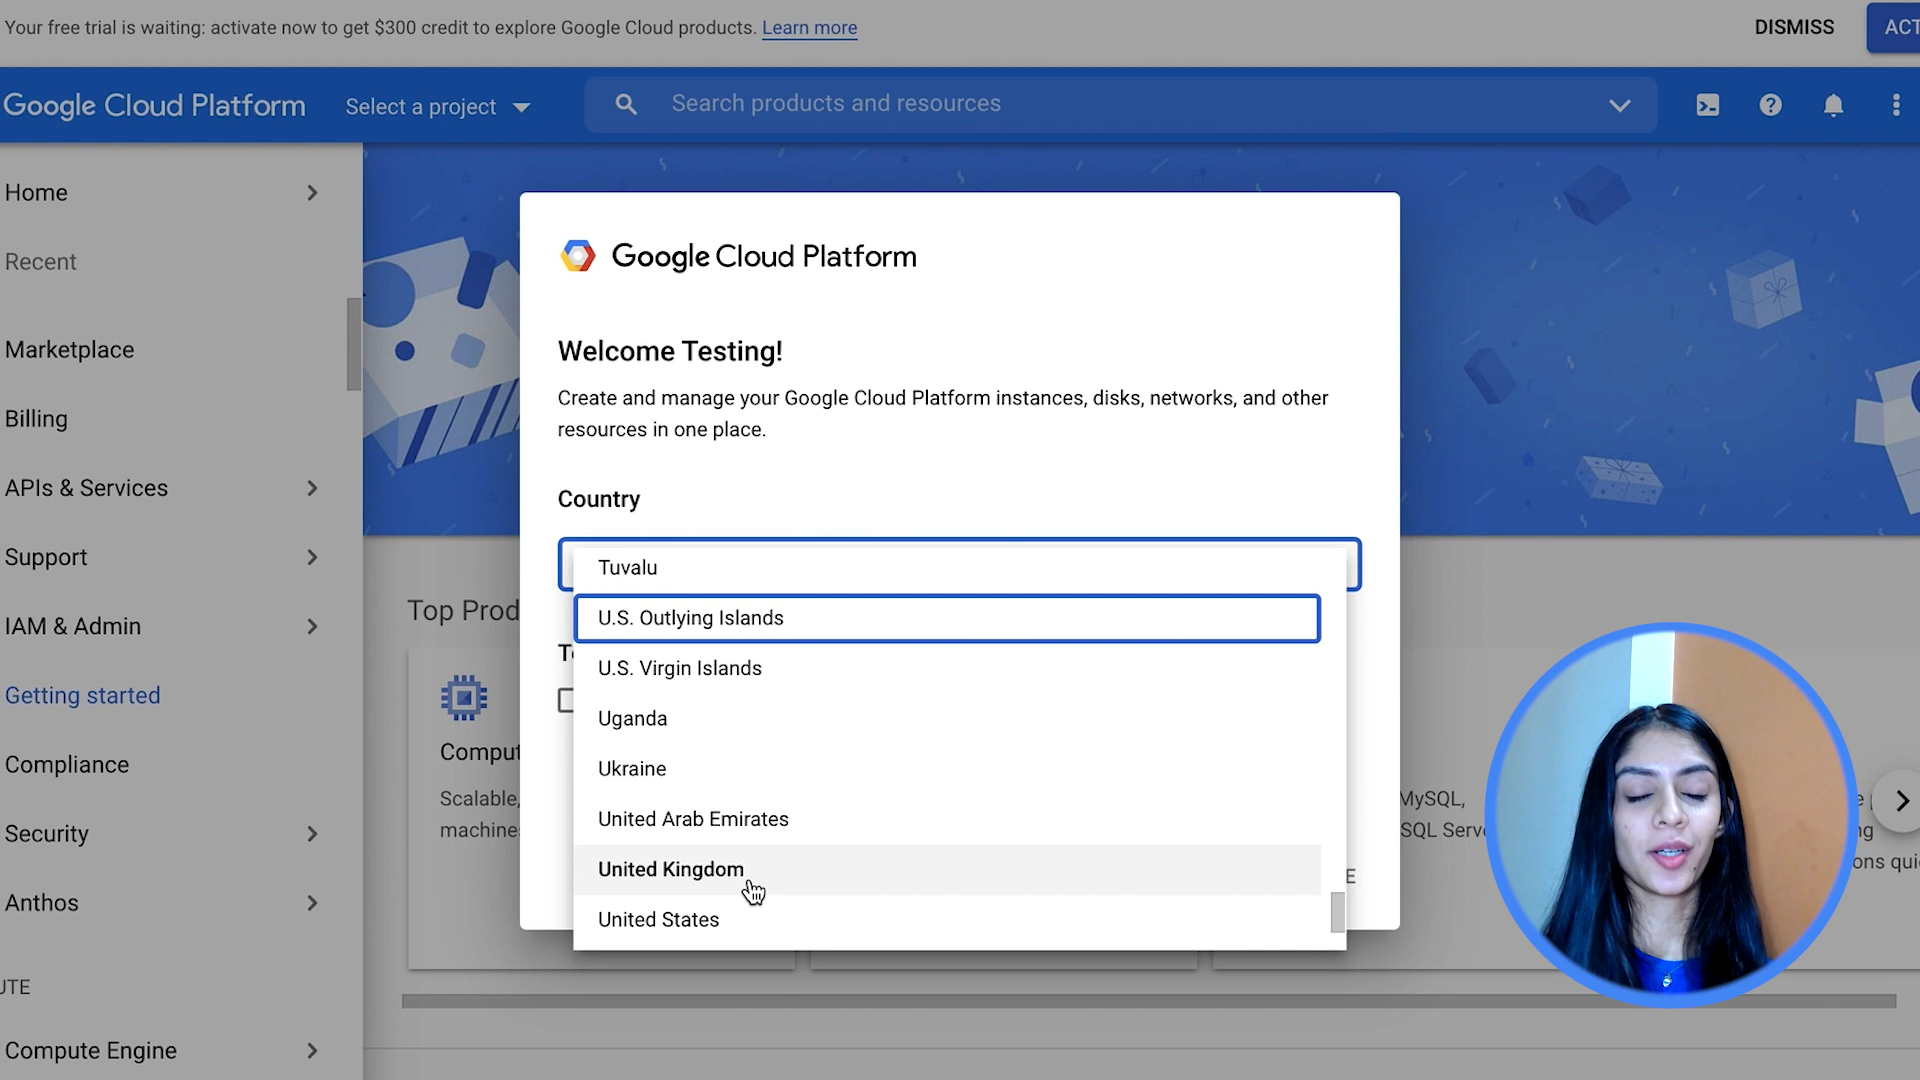 Your free trial is waiting: activate now to get $300 credit to explore Google Cloud products. Learn more
DISMISS
ACT
Google Cloud Platform
Select a project
Search products and resources
Home
Recent
Marketplace
Billing
APIs & Services
Support
IAM & Admin
Getting started
Compliance
Security
Anthos
UTE
Compute Engine
Top Prod
Comput
Scalable,
machine
Google Cloud Platform
Welcome Testing!
Create and manage your Google Cloud Platform instances, disks, networks, and other
resources in one place.
Country
Tuvalu
U.S. Outlying Islands
U.S. Virgin Islands
Uganda
Ukraine
United Arab Emirates
United Kingdom
United States
MySQL,
SQL Serve
ng
ons quic